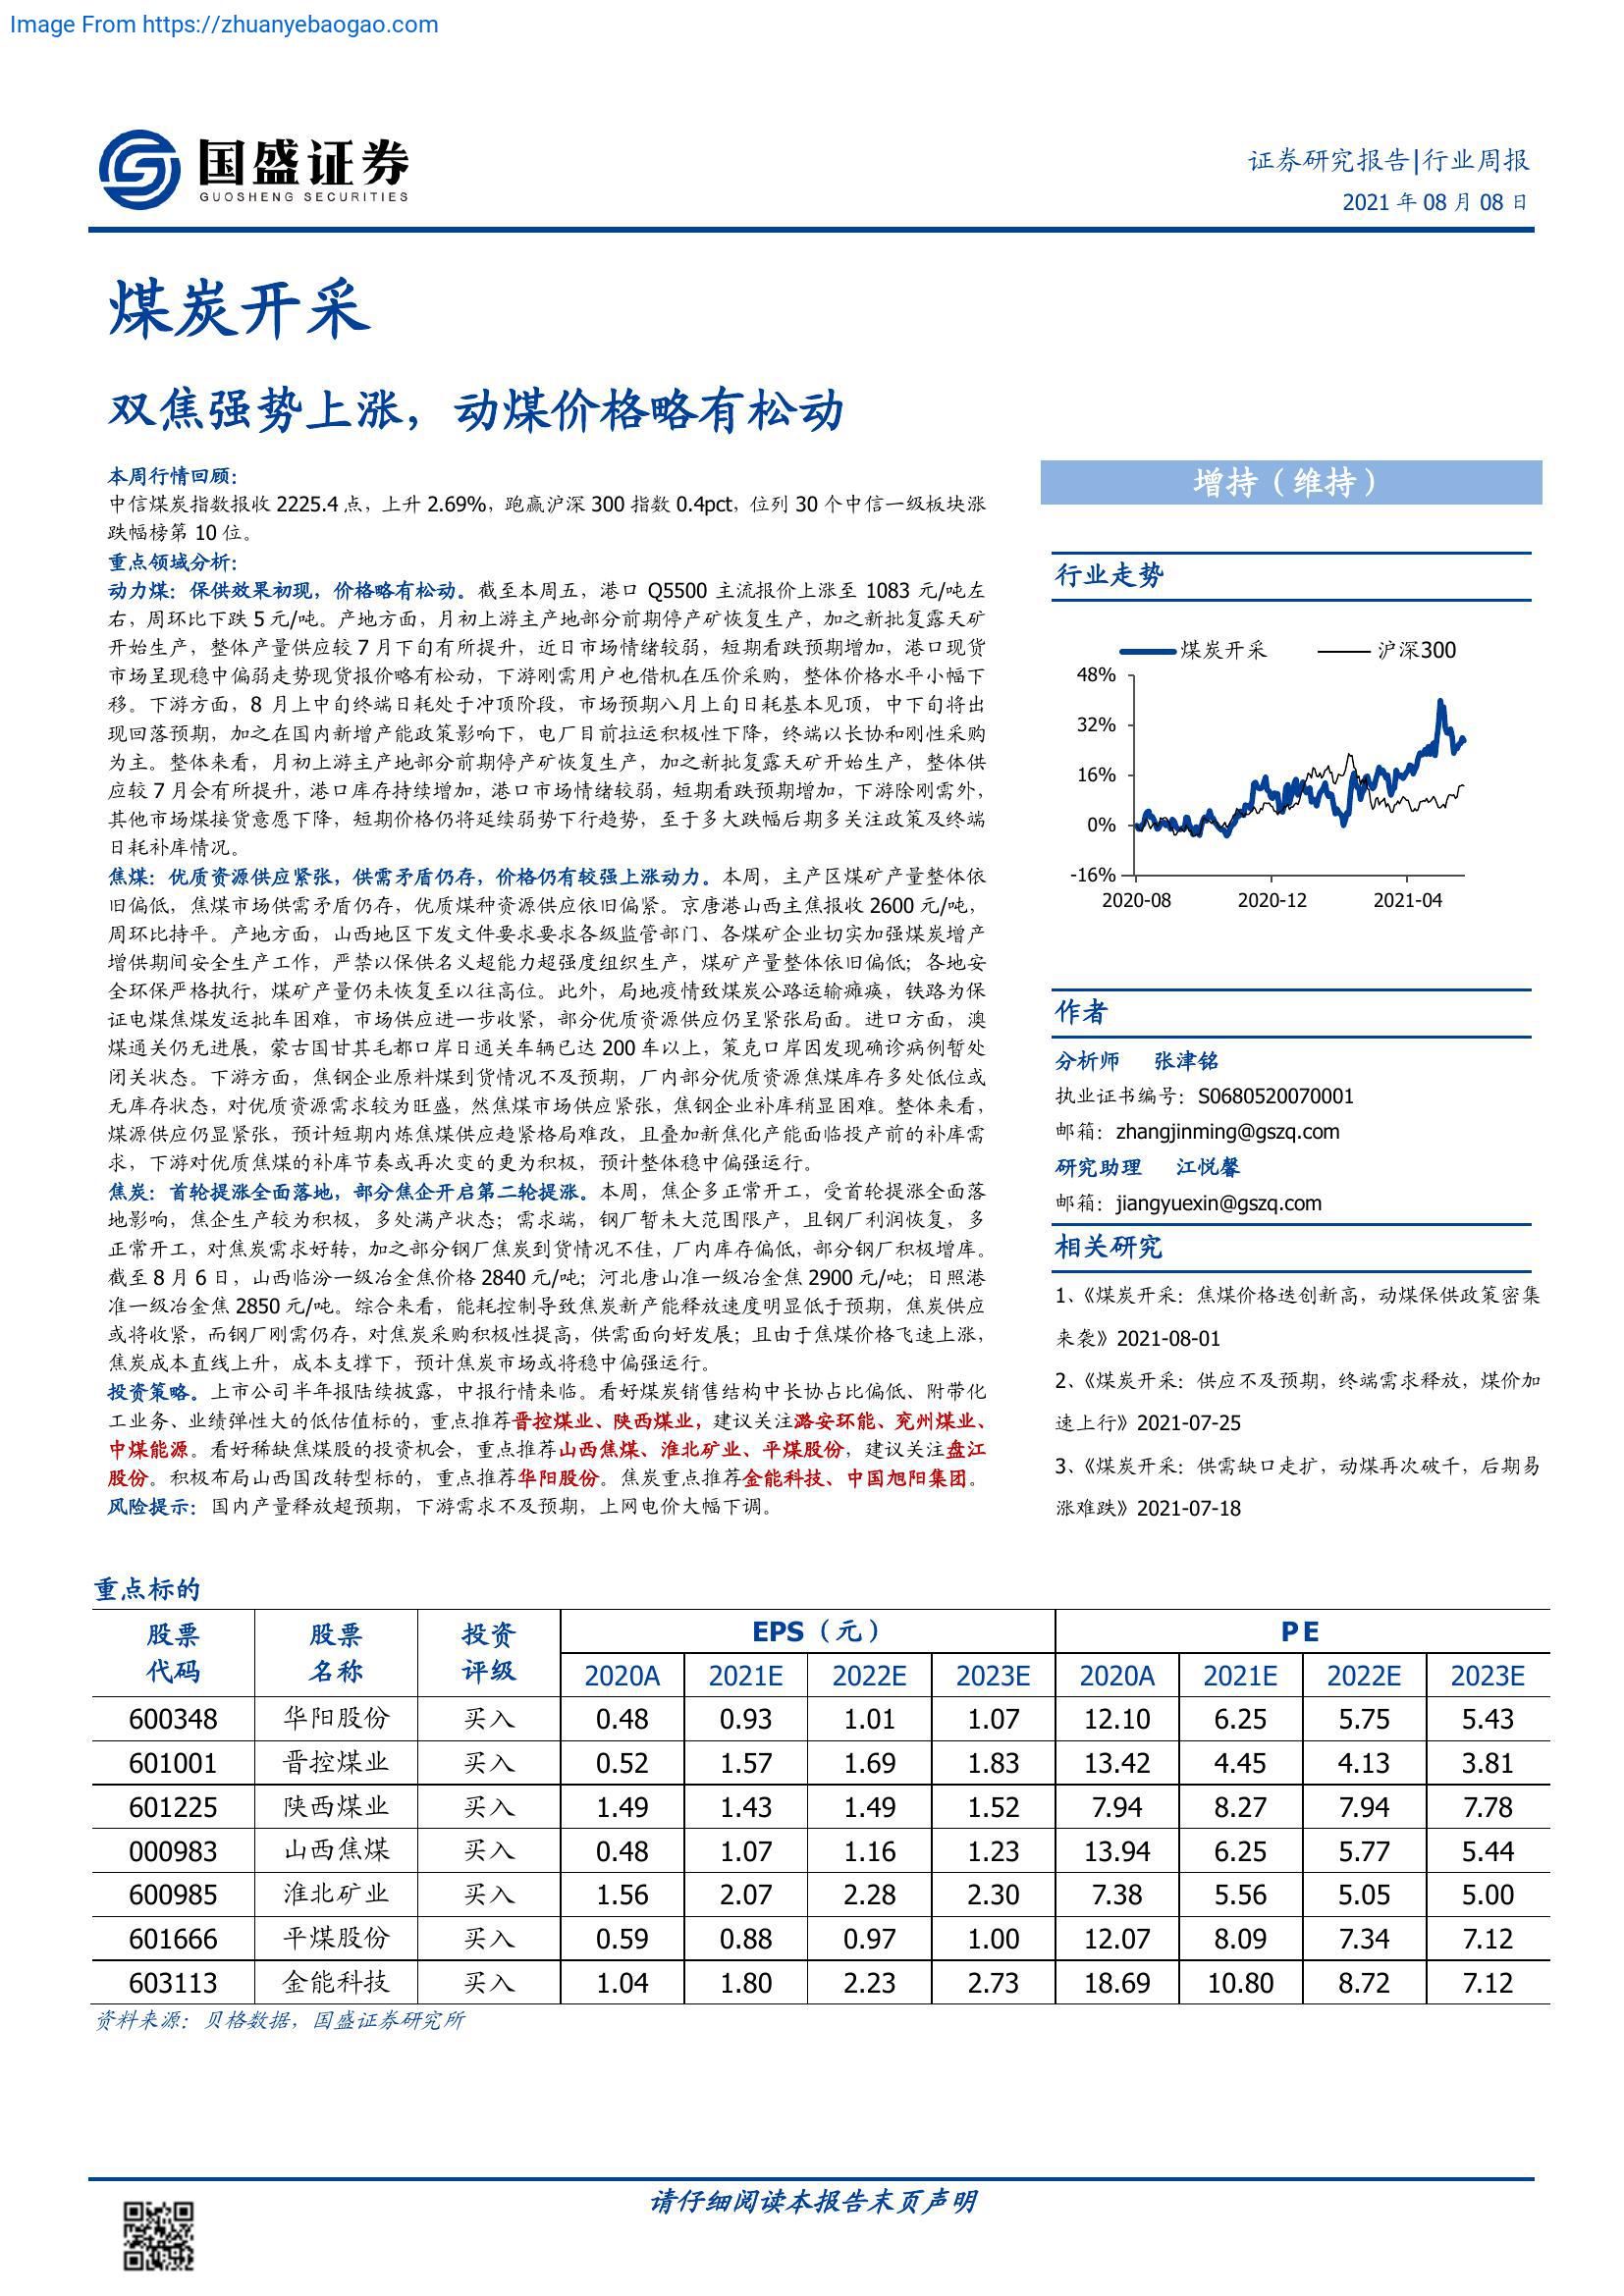 Image From https://zhuanyebaogao.com
国盛证券
GUOSHENG SECURITIES
证券研究报告|行业周报
2021 年 08 月 08 日
煤炭开采
双焦强势上涨，动煤价格略有松动
本周行情回顾：
中信煤炭指数报收 2225.4 点，上升 2.69%，跑赢沪深 300 指数 0.4pct，位列 30 个中信一级板块涨
跌幅榜第 10 位。
重点领域分析：
动力煤：保供效果初现，价格略有松动。截至本周五，港口 Q5500 主流报价上涨至 1083 元/吨左
右，周环比下跌 5 元/吨。产地方面，月初上游主产地部分前期停产矿恢复生产，加之新批复露天矿
开始生产，整体产量供应较 7 月下旬有所提升，近日市场情绪较弱，短期看跌预期增加，港口现货
市场呈现稳中偏弱走势现货报价略有松动，下游刚需用户也借机在压价采购，整体价格水平小幅下
移。下游方面，8 月上中旬终端日耗处于冲顶阶段，市场预期八月上旬日耗基本见顶，中下旬将出
现回落预期，加之在国内新增产能政策影响下，电厂目前拉运积极性下降，终端以长协和刚性采购
为主。整体来看，月初上游主产地部分前期停产矿恢复生产，加之新批复露天矿开始生产，整体供
应较 7 月会有所提升，港口库存持续增加，港口市场情绪较弱，短期看跌预期增加，下游除刚需外，
其他市场煤接货意愿下降，短期价格仍将延续弱势下行趋势，至于多大跌幅后期多关注政策及终端
日耗补库情况。
焦煤：优质资源供应紧张，供需矛盾仍存，价格仍有较强上涨动力。本周，主产区煤矿产量整体依
旧偏低，焦煤市场供需矛盾仍存，优质煤种资源供应依旧偏紧。京唐港山西主焦报收 2600 元/吨，
周环比持平。产地方面，山西地区下发文件要求要求各级监管部门、各煤矿企业切实加强煤炭增产
增供期间安全生产工作，严禁以保供名义超能力超强度组织生产，煤矿产量整体依旧偏低；各地安
全环保严格执行，煤矿产量仍未恢复至以往高位。此外，局地疫情致煤炭公路运输瘫痪，铁路为保
证电煤焦煤发运批车困难，市场供应进一步收紧，部分优质资源供应仍呈紧张局面。进口方面，澳
煤通关仍无进展，蒙古国甘其毛都口岸日通关车辆已达 200 车以上，策克口岸因发现确诊病例暂处
闭关状态。下游方面，焦钢企业原料煤到货情况不及预期，厂内部分优质资源焦煤库存多处低位或
无库存状态，对优质资源需求较为旺盛，然焦煤市场供应紧张，焦钢企业补库稍显困难。整体来看，
煤源供应仍显紧张，预计短期内炼焦煤供应趋紧格局难改，且叠加新焦化产能面临投产前的补库需
求，下游对优质焦煤的补库节奏或再次变的更为积极，预计整体稳中偏强运行。
焦炭：首轮提涨全面落地，部分焦企开启第二轮提涨。本周，焦企多正常开工，受首轮提涨全面落
地影响，焦企生产较为积极，多处满产状态；需求端，钢厂暂未大范围限产，且钢厂利润恢复，多
正常开工，对焦炭需求好转，加之部分钢厂焦炭到货情况不住，厂内库存偏低，部分钢厂积极增库。
截至 8 月 6 日，山西临汾一级冶金焦价格 2840 元/吨；河北唐山准一级冶金焦 2900 元/吨；日照港
准一级冶金焦 2850 元/吨。综合来看，能耗控制导致焦炭新产能释放速度明显低于预期，焦炭供应
或将收紧，而钢厂刚需仍存，对焦炭采购积极性提高，供需面向好发展；且由于焦煤价格飞速上涨，
焦炭成本直线上升，成本支撑下，预计焦炭市场或将稳中偏强运行。
投资策略。上市公司半年报陆续披露，中报行情来临。看好煤炭销售结构中长协占比偏低、附带化
工业务、业绩弹性大的低估值标的，重点推荐晋控煤业、陕西煤业，建议关注潞安环能、兖州煤业、
中煤能源。看好稀缺焦煤股的投资机会，重点推荐山西焦煤、淮北矿业、平煤股份，建议关注盘江
股份。积极布局山西国改转型标的，重点推荐华阳股份。焦炭重点推荐金能科技、中国旭阳集团。
风险提示：国内产量释放超预期，下游需求不及预期，上网电价大幅下调。
增持（维持）
行业走势
煤炭开采 沪深300
48%
32%
16%
0%
-16%
2020-08 2020-12 2021-04
作者
分析师 张津铭
执业证书编号：S0680520070001
邮箱：zhangjinming@gszq.com
研究助理 江悦馨
邮箱：jiangyuexin@gszq.com
相关研究
1、《煤炭开采：焦煤价格迭创新高，动煤保供政策密集
来袭》2021-08-01
2、《煤炭开采：供应不及预期，终端需求释放，煤价加
速上行》2021-07-25
3、《煤炭开采：供需缺口走扩，动煤再次破千，后期易
涨难跌》2021-07-18
重点标的
股票 股票 投资 EPS（元） PE
代码 名称 评级 2020A 2021E 2022E 2023E 2020A 2021E 2022E 2023E
600348 华阳股份 买入 0.48 0.93 1.01 1.07 12.10 6.25 5.75 5.43
601001 晋控煤业 买入 0.52 1.57 1.69 1.83 13.42 4.45 4.13 3.81
601225 陕西煤业 买入 1.49 1.43 1.49 1.52 7.94 8.27 7.94 7.78
000983 山西焦煤 买入 0.48 1.07 1.16 1.23 13.94 6.25 5.77 5.44
600985 淮北矿业 买入 1.56 2.07 2.28 2.30 7.38 5.56 5.05 5.00
601666 平煤股份 买入 0.59 0.88 0.97 1.00 12.07 8.09 7.34 7.12
603113 金能科技 买入 1.04 1.80 2.23 2.73 18.69 10.80 8.72 7.12
资料来源：贝格数据，国盛证券研究所
请仔细阅读本报告末页声明